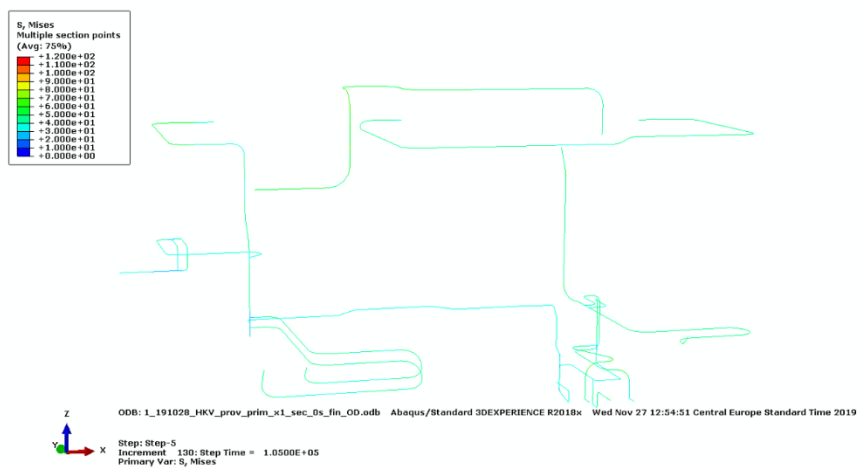 S, Mises
Multiple section points
(Avg: 75%)
+1.200e+02
+1.100e+02
+1.000e+02
+9.000e+01
+8.000e+01
+7.000e+01
+6.000e+01
+5.000e+01
+4.000e+01
+3.000e+01
+2.000e+01
+1.000e+01
+0.000e+00
Z
Y
X
ODB: 1_191028_HKV_prov_prim_x1_sec_0s_fin_OD.odb Abaqus/Standard 3DEXPERIENCE R2018x Wed Nov 27 12:54:51 Central Europe Standard Time 2019
Step: Step-5
Increment 130: Step Time = 1.0500E+05
Primary Var: S, Mises